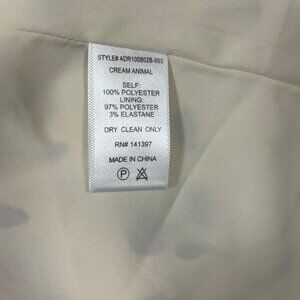 STYLE# ADR100802B-063
CREAM ANIMAL
SELF:
100% POLYESTER
LINING:
97% POLYESTER
3% ELASTANE
DRY CLEAN ONLY
RN# 141397
MADE IN CHINA
P